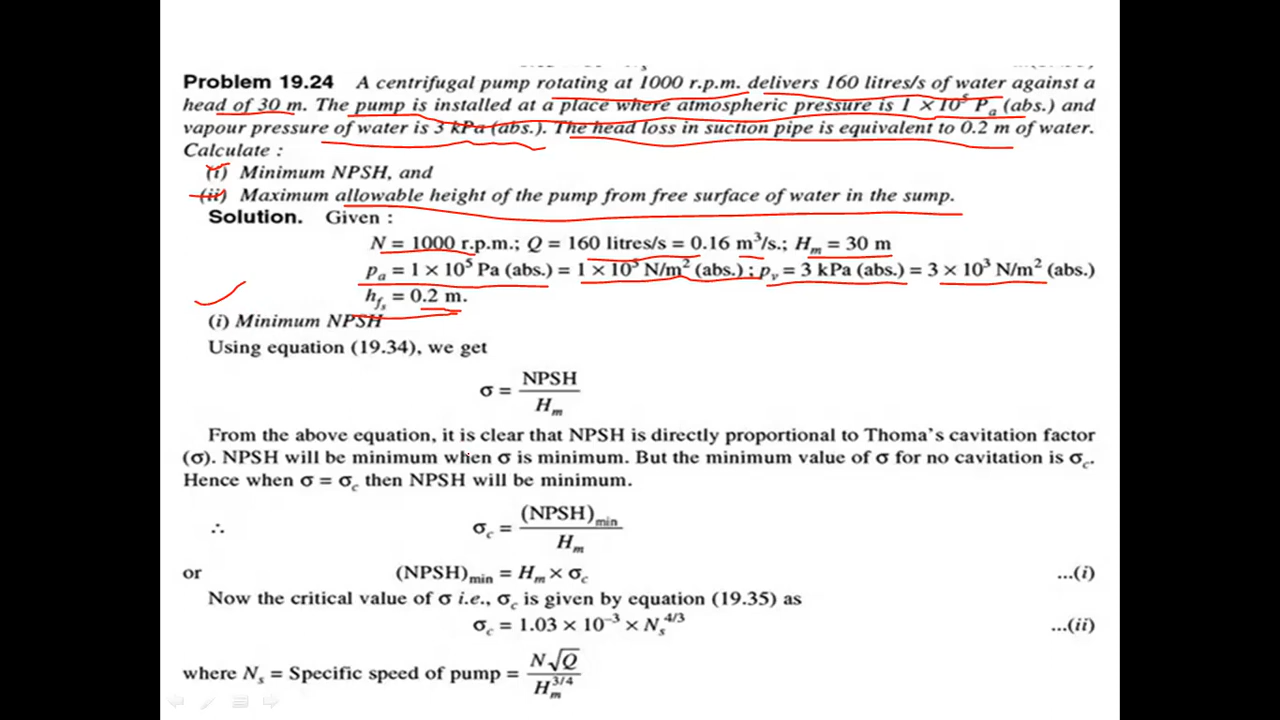 Problem 19.24 A centrifugal pump rotating at 1000 r.p.m. delivers 160 litres/s of water against a
head of 30 m. The pump is installed at a place where atmospheric pressure is 1 × 10⁵ Pₐ (abs.) and
vapour pressure of water is 3 kPa (abs.). The head loss in suction pipe is equivalent to 0.2 m of water.
Calculate :
(i) Minimum NPSH, and
(ii) Maximum allowable height of the pump from free surface of water in the sump.
Solution. Given :
N = 1000 r.p.m.; Q = 160 litres/s = 0.16 m³/s.; Hₘ = 30 m
pₐ = 1 × 10⁵ Pa (abs.) = 1 × 10⁵ N/m² (abs.) ; pᵥ = 3 kPa (abs.) = 3 × 10³ N/m² (abs.)
h_fₛ = 0.2 m.
(i) Minimum NPSH
Using equation (19.34), we get
σ = NPSH / Hₘ
From the above equation, it is clear that NPSH is directly proportional to Thoma's cavitation factor
(σ). NPSH will be minimum when σ is minimum. But the minimum value of σ for no cavitation is σ_c.
Hence when σ = σ_c then NPSH will be minimum.
∴ σ_c = (NPSH)_min / Hₘ
or (NPSH)_min = Hₘ × σ_c ...(i)
Now the critical value of σ i.e., σ_c is given by equation (19.35) as
σ_c = 1.03 × 10⁻³ × Nₛ^4/3 ...(ii)
where Nₛ = Specific speed of pump = N√Q / Hₘ^3/4